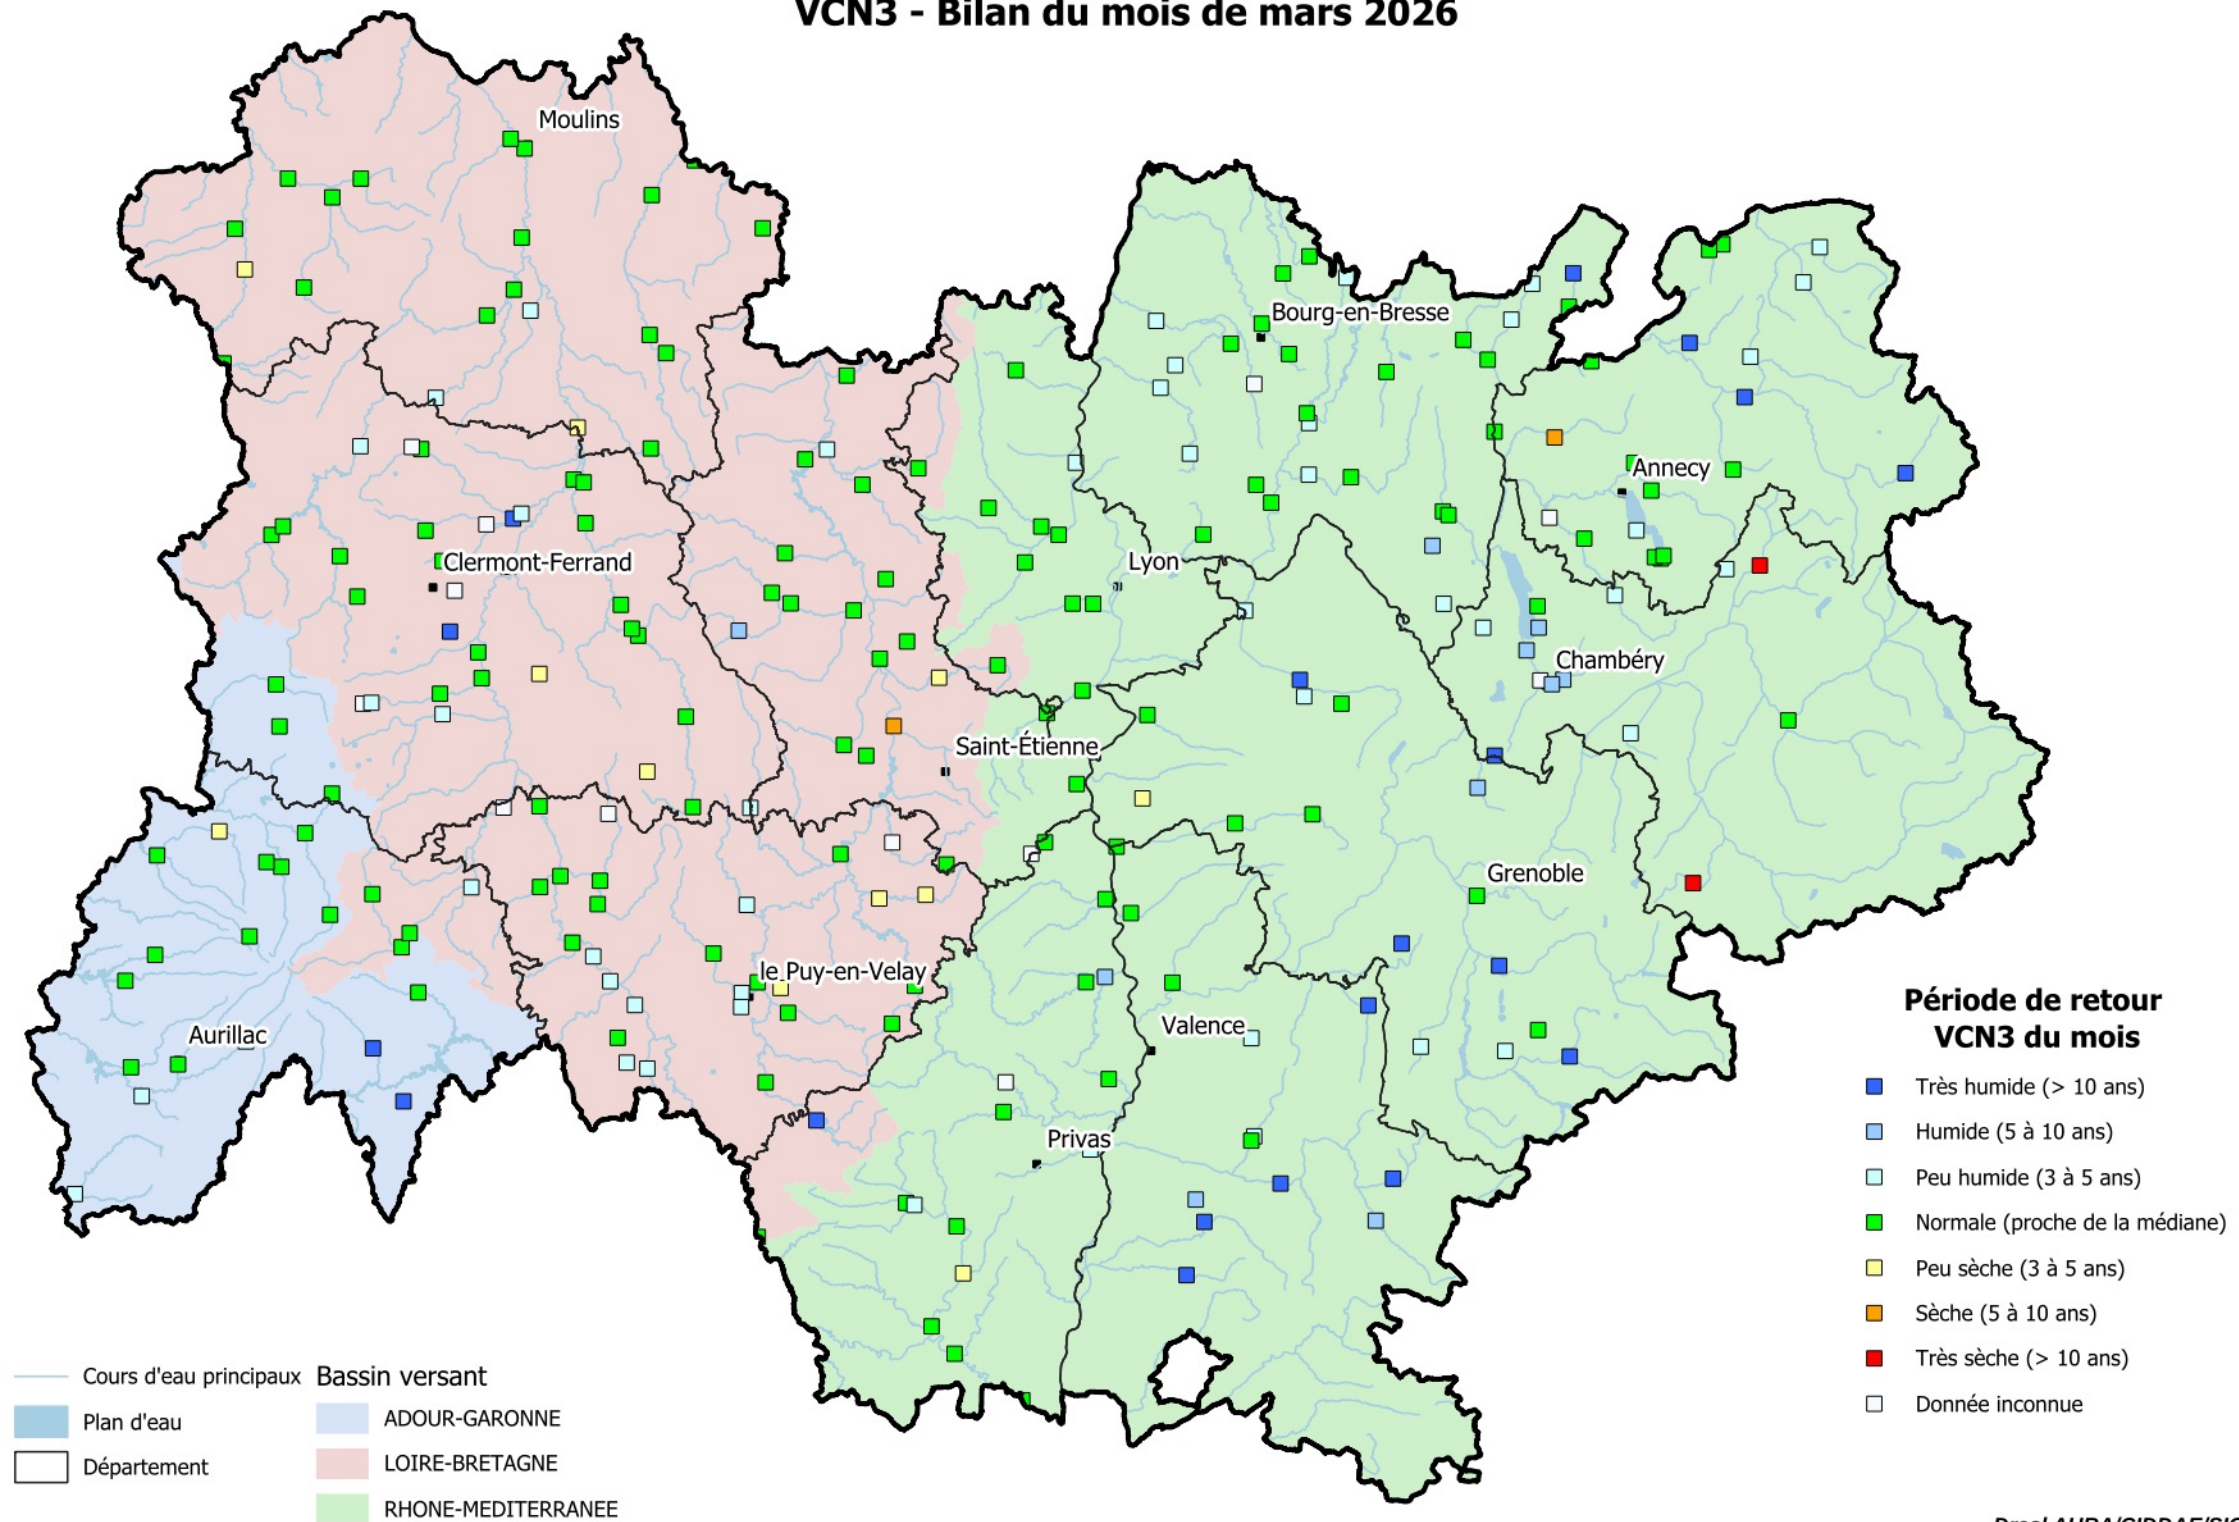 VCN3 - Bilan du mois de mars 2026
Moulins
Bourg-en-Bresse
Annecy
Clermont-Ferrand
Lyon
Chambéry
Saint-Étienne
Grenoble
le Puy-en-Velay
Aurillac
Valence
Privas
Période de retour
VCN3 du mois
Très humide (> 10 ans)
Humide (5 à 10 ans)
Peu humide (3 à 5 ans)
Normale (proche de la médiane)
Peu sèche (3 à 5 ans)
Sèche (5 à 10 ans)
Très sèche (> 10 ans)
Donnée inconnue
Cours d'eau principaux
Plan d'eau
Département
Bassin versant
ADOUR-GARONNE
LOIRE-BRETAGNE
RHONE-MEDITERRANEE